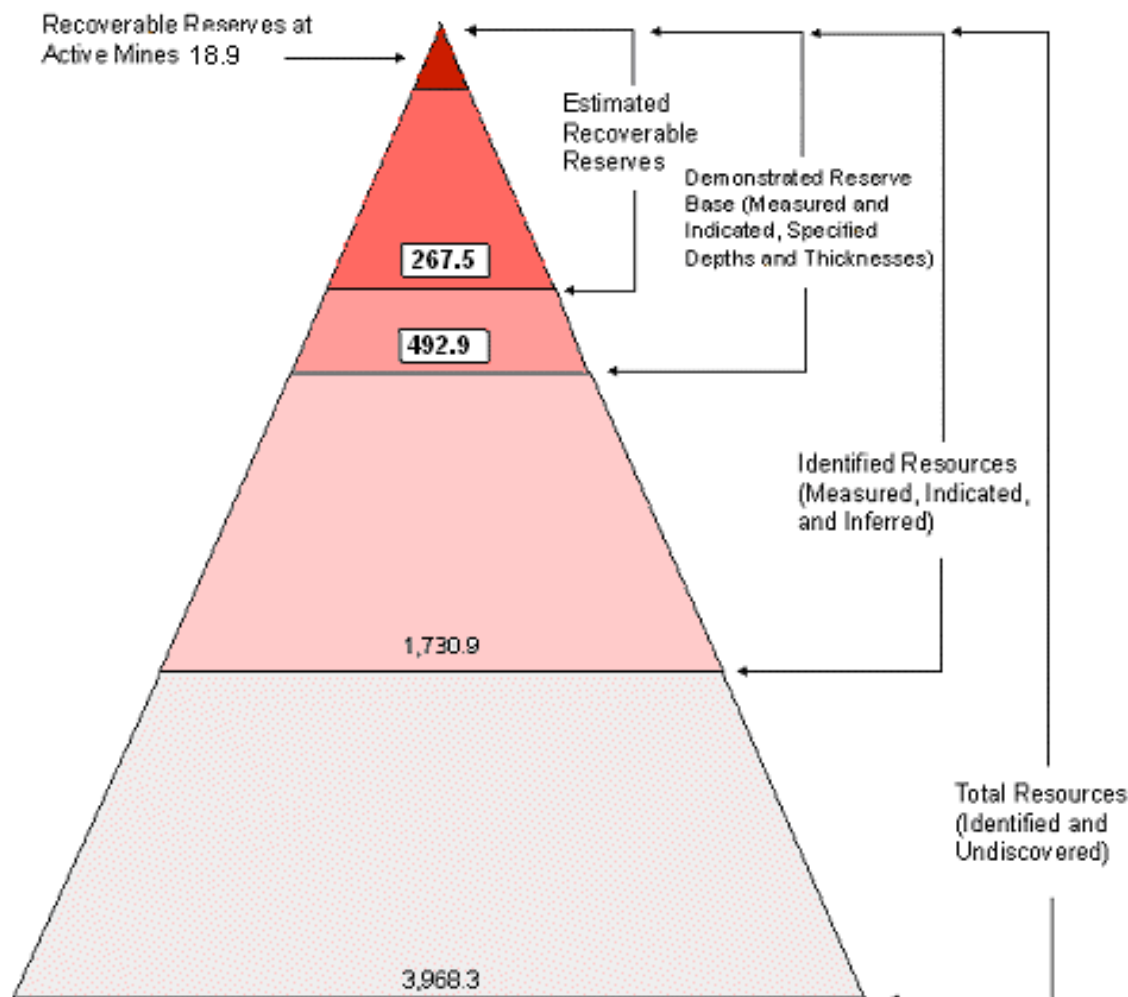 Recoverable Reserves at
Active Mines 18.9
Estimated
Recoverable
Reserves
Demonstrated Reserve
Base (Measured and
Indicated, Specified
Depths and Thicknesses)
267.5
492.9
Identified Resources
(Measured, Indicated,
and Inferred)
1,730.9
Total Resources
(Identified and
Undiscovered)
3,968.3